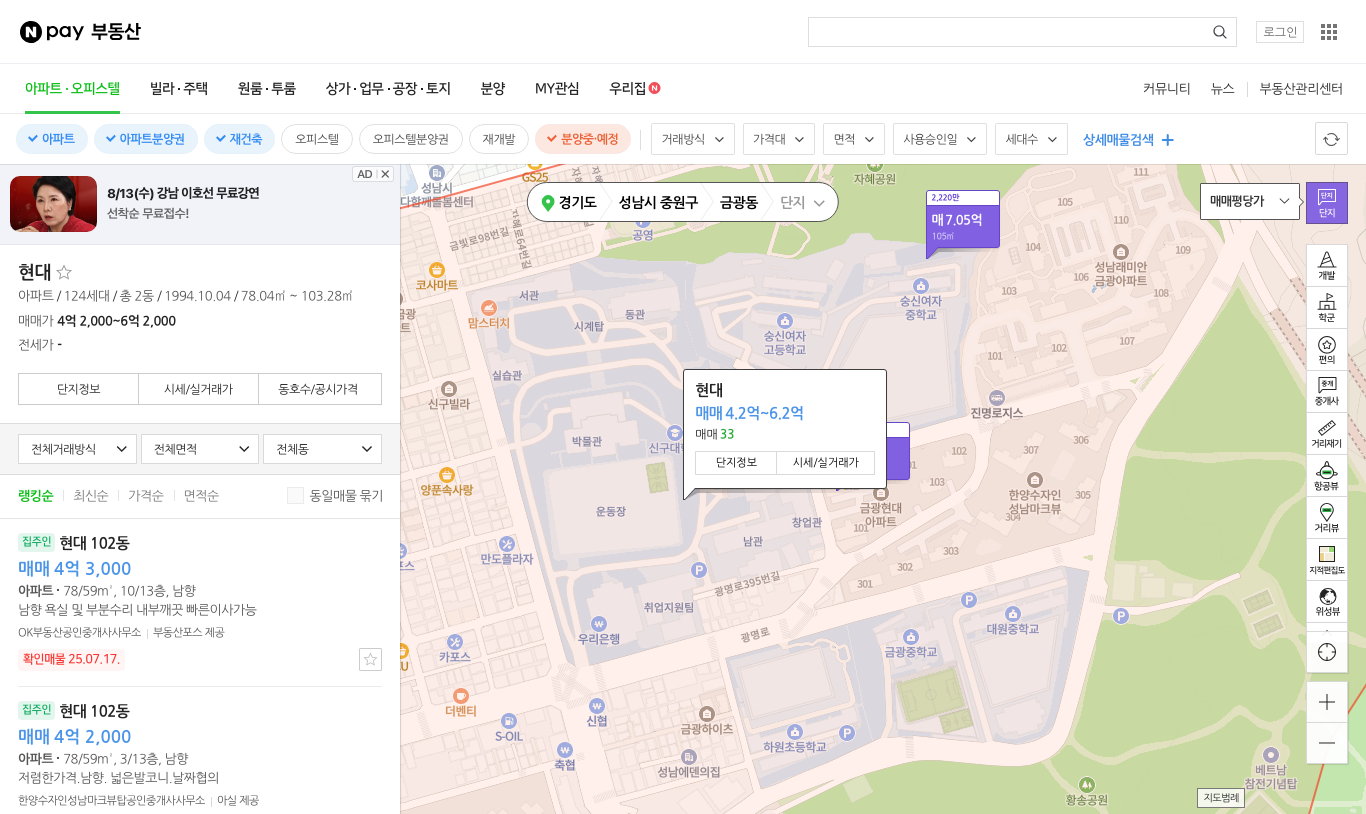 N pay 부동산
로그인
아파트·오피스텔 빌라·주택 원룸·투룸 상가·업무·공장·토지 분양 MY관심 우리집 N
커뮤니티 뉴스 부동산관리센터
아파트 아파트분양권 재건축 오피스텔 오피스텔분양권 재개발 분양중·예정
거래방식 가격대 면적 사용승인일 세대수 상세매물검색
8/13(수) 강남 이호선 무료강연
선착순 무료접수!
AD
현대
아파트 / 124세대 / 총 2동 / 1994.10.04 / 78.04㎡ ~ 103.28㎡
매매가 4억 2,000~6억 2,000
전세가 -
단지정보 시세/실거래가 동호수/공시가격
전체거래방식 전체면적 전체동
랭킹순 최신순 가격순 면적순 동일매물 묶기
집주인 현대 102동
매매 4억 3,000
아파트 · 78/59m², 10/13층, 남향
남향 욕실 및 부분수리 내부깨끗 빠른이사가능
OK부동산공인중개사사무소 부동산포스 제공
확인매물 25.07.17.
집주인 현대 102동
매매 4억 2,000
아파트 · 78/59m², 3/13층, 남향
저렴한가격.남향. 넓은발코니.날짜협의
한양수자인성남마크뷰탑공인중개사사무소 아실 제공
경기도 성남시 중원구 금광동 단지
매매평당가
단지
단지
개발
학군
편의
중개
중개사
거리재기
항공뷰
거리뷰
지적편집도
위성뷰
지도범례
2,220만
매 7.05억
105㎡
현대
매매 4.2억~6.2억
매매 33
단지정보 시세/실거래가
성남시
다함께돌봄센터
GS25
자혜공원
공영
금빛로98번길
자혜로64번길
코사마트
맘스터치
서관
동관
시계탑
실습관
신구빌라
박물관
신구대
양푼속사랑
운동장
만도플라자
숭신여자
고등학교
숭신여자
중학교
성남래미안
금광아파트
105
110
104
109
106
108
103
102
107
101
진명로지스
307
306
103
305
304
303
302
301
한양수자인
성남마크뷰
금광현대
아파트
창업관
남관
P
광명로395번길
취업지원팀
우리은행
광명로
카포스
더벤티
S-OIL
신협
축협
금광하이츠
성남에덴의집
하원초등학교
P
금광중학교
대원중학교
P
P
황송공원
베트남
참전기념탑